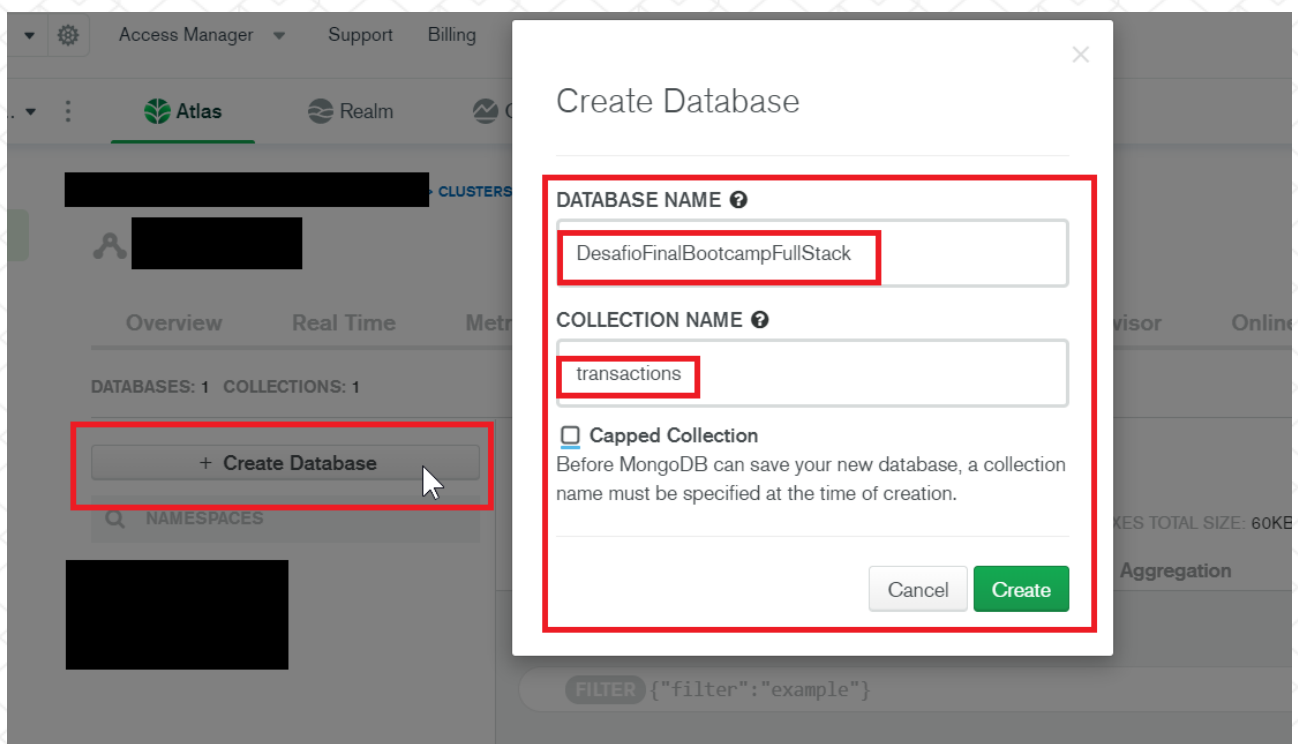 Access Manager Support Billing
Atlas Realm
CLUSTERS
Overview Real Time Metr
visor Online
DATABASES: 1 COLLECTIONS: 1
+ Create Database
NAMESPACES
Create Database
DATABASE NAME
DesafioFinalBootcampFullStack
COLLECTION NAME
transactions
Capped Collection
Before MongoDB can save your new database, a collection
name must be specified at the time of creation.
Cancel Create
XES TOTAL SIZE: 60KB
Aggregation
FILTER {"filter":"example"}